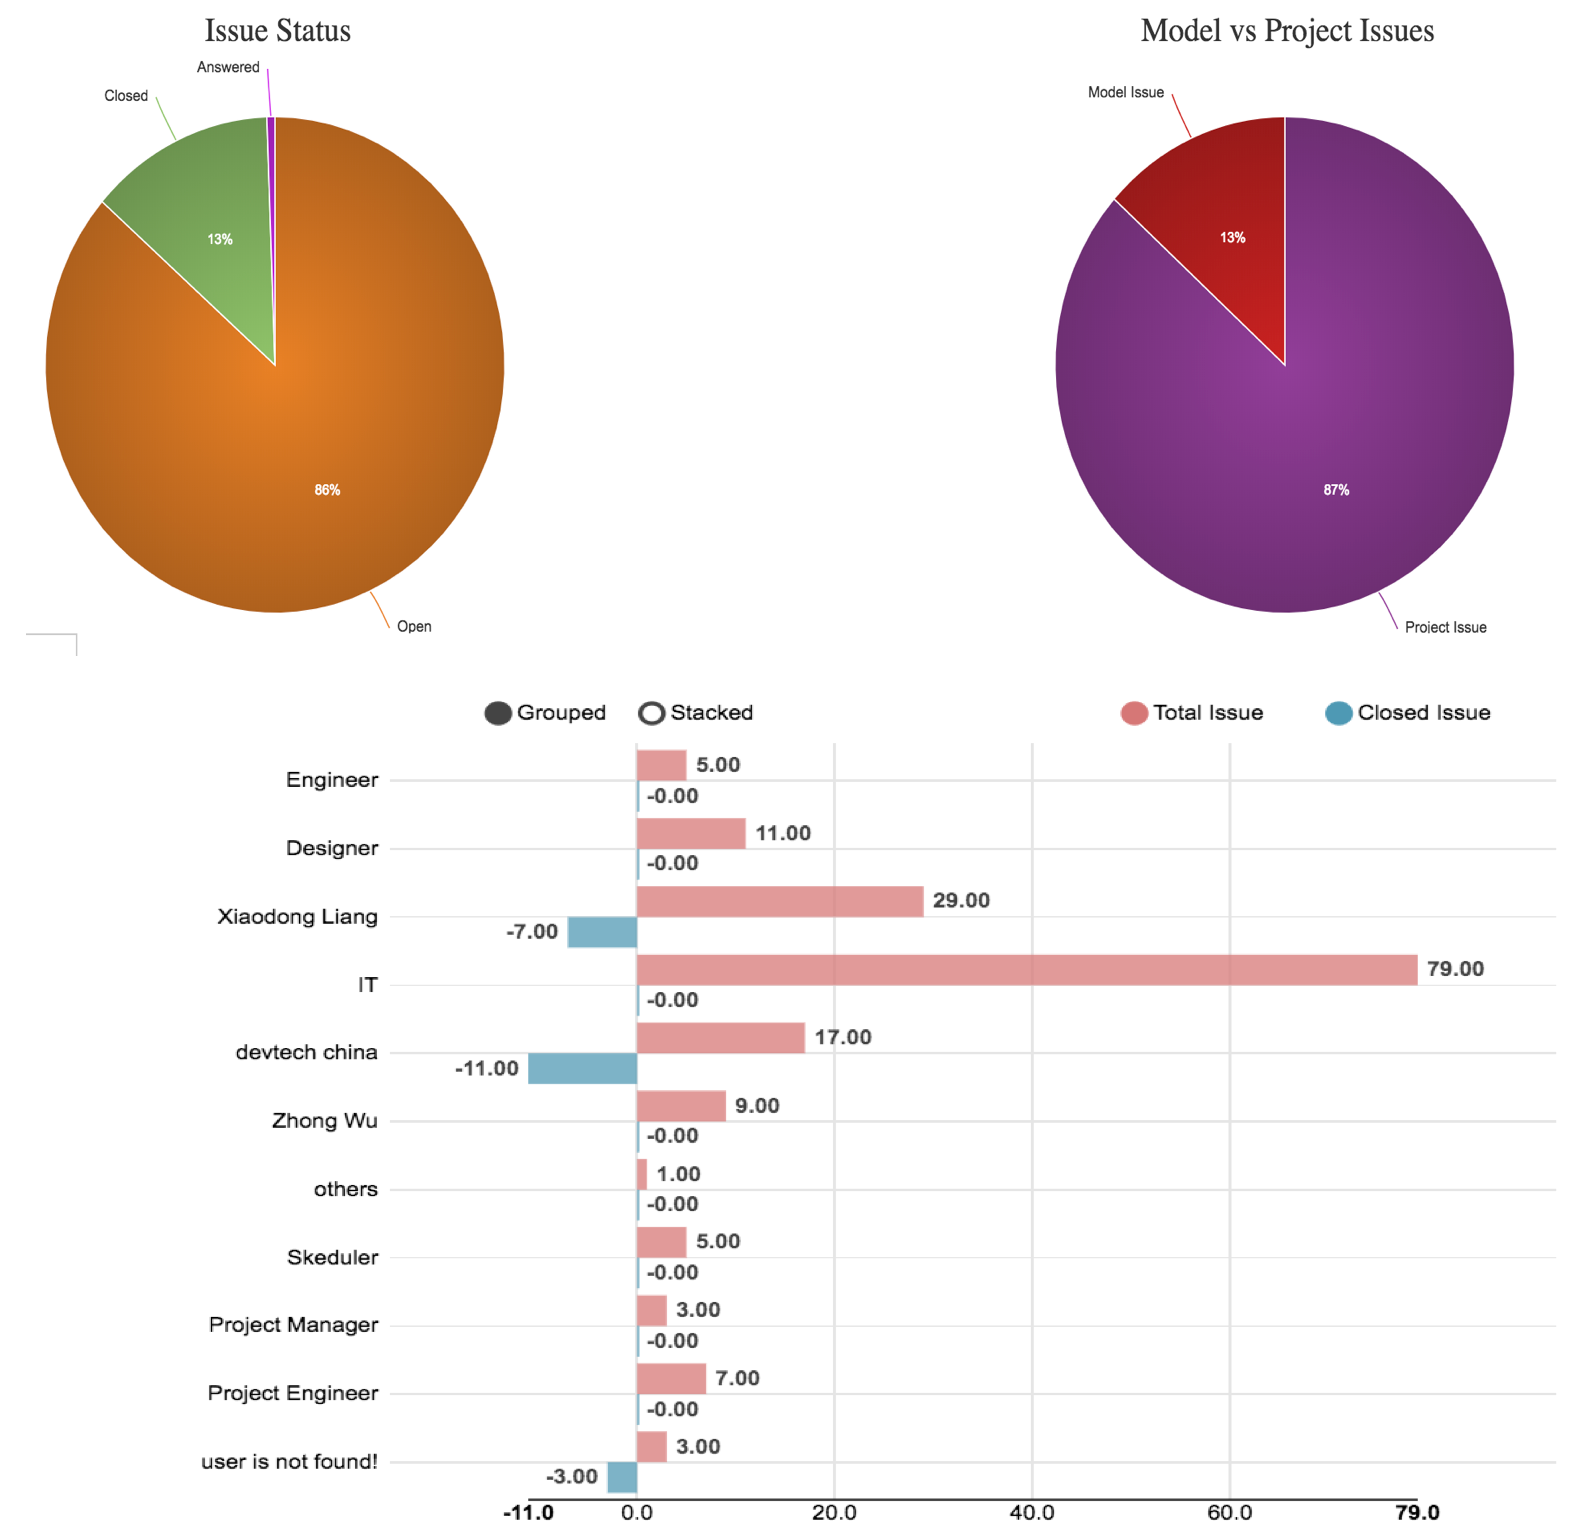 Issue Status
Model vs Project Issues
Answered
Closed
13%
86%
Open
Model Issue
13%
87%
Project Issue
Grouped Stacked Total Issue Closed Issue
Engineer 5.00
-0.00
Designer 11.00
-0.00
Xiaodong Liang 29.00
-7.00
IT 79.00
-0.00
devtech china 17.00
-11.00
Zhong Wu 9.00
-0.00
others 1.00
-0.00
Skeduler 5.00
-0.00
Project Manager 3.00
-0.00
Project Engineer 7.00
-0.00
user is not found! 3.00
-3.00
-11.0 0.0 20.0 40.0 60.0 79.0